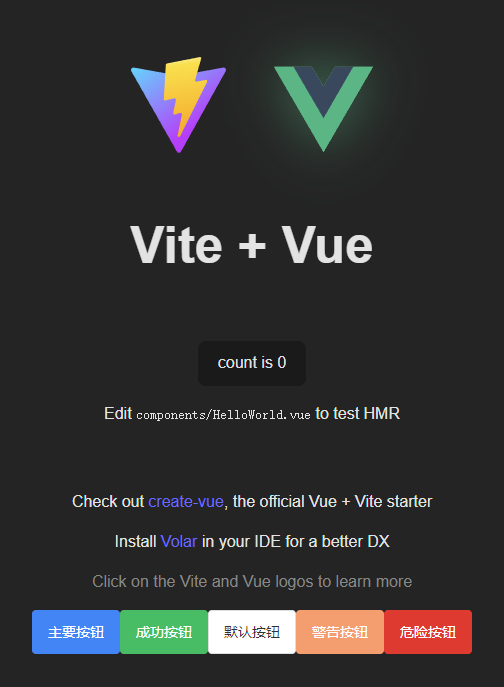 Vite + Vue
count is 0
Edit components/HelloWorld.vue to test HMR
Check out create-vue, the official Vue + Vite starter
Install Volar in your IDE for a better DX
Click on the Vite and Vue logos to learn more
主要按钮 成功按钮 默认按钮 警告按钮 危险按钮